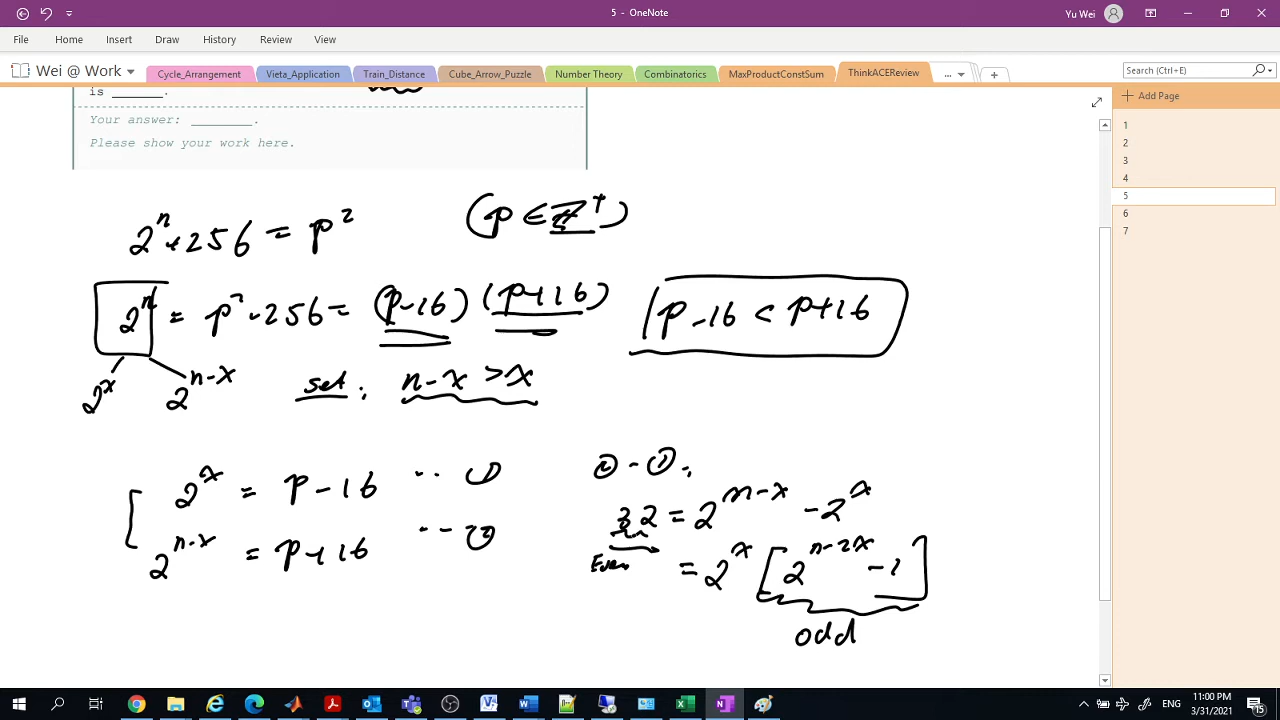 5 - OneNote
Yu Wei
File Home Insert Draw History Review View
Wei @ Work
Cycle_Arrangement Vieta_Application Train_Distance Cube_Arrow_Puzzle Number Theory Combinatorics MaxProductConstSum ThinkACEReview ... +
Search (Ctrl+E)
Add Page
1
2
3
4
5
6
7
is ______.
Your answer: ________.
Please show your work here.
2^n + 256 = p^2 (p ∈ ℤ^+)
2^n = p^2 - 256 = (p-16) (p+16) p-16 < p+16
2^x 2^{n-x} set: n-x > x
2^x = p-16 ... ①
2^{n-x} = p+16 ... ②
② - ①:
32 = 2^{n-x} - 2^x
Even = 2^x [2^{n-2x} - 1]
odd
11:00 PM
3/31/2021